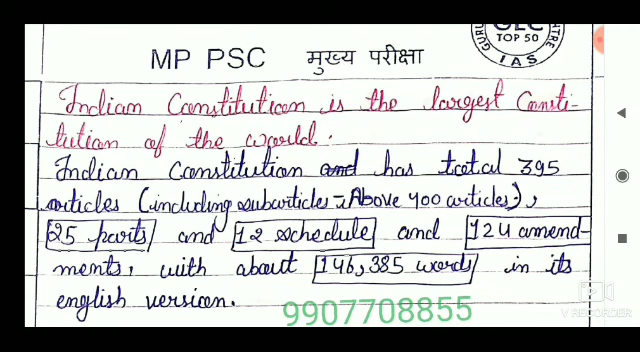 TOP 50
IAS
MP PSC मुख्य परीक्षा
Indian Constitution is the largest Consti-
tution of the world.
Indian Constitution and has total 395
articles (including subarticles = Above 400 articles),
25 parts and 12 schedule and 124 amend-
ments, with about 146,385 words in its
english version.
9907708855
V RECORDER